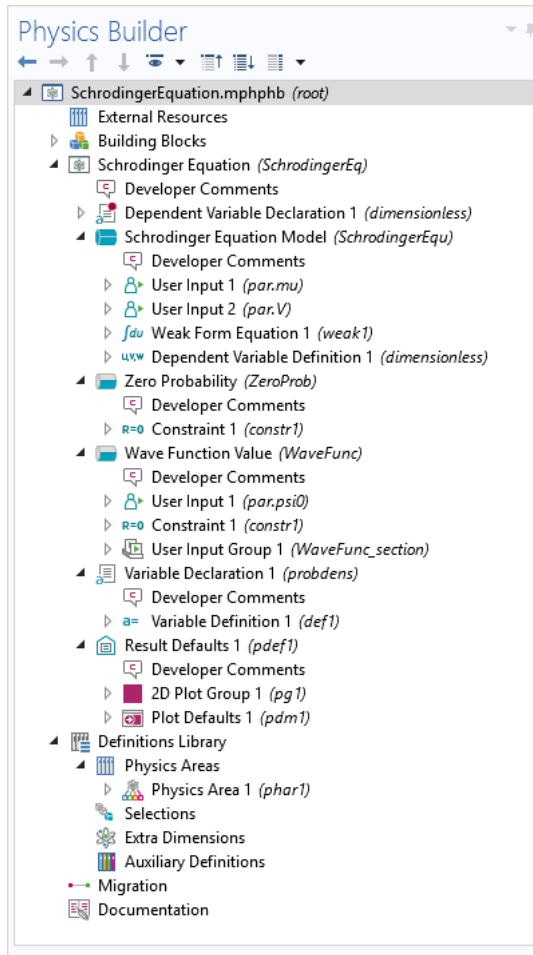 Physics Builder
SchrodingerEquation.mphphb (root)
External Resources
Building Blocks
Schrodinger Equation (SchrodingerEq)
Developer Comments
Dependent Variable Declaration 1 (dimensionless)
Schrodinger Equation Model (SchrodingerEqu)
Developer Comments
User Input 1 (par.mu)
User Input 2 (par.V)
∫du Weak Form Equation 1 (weak1)
u,v,w Dependent Variable Definition 1 (dimensionless)
Zero Probability (ZeroProb)
Developer Comments
R=0 Constraint 1 (constr1)
Wave Function Value (WaveFunc)
Developer Comments
User Input 1 (par.psi0)
R=0 Constraint 1 (constr1)
User Input Group 1 (WaveFunc_section)
Variable Declaration 1 (probdens)
Developer Comments
a= Variable Definition 1 (def1)
Result Defaults 1 (pdef1)
Developer Comments
2D Plot Group 1 (pg1)
Plot Defaults 1 (pdm1)
Definitions Library
Physics Areas
Physics Area 1 (phar1)
Selections
Extra Dimensions
Auxiliary Definitions
Migration
Documentation